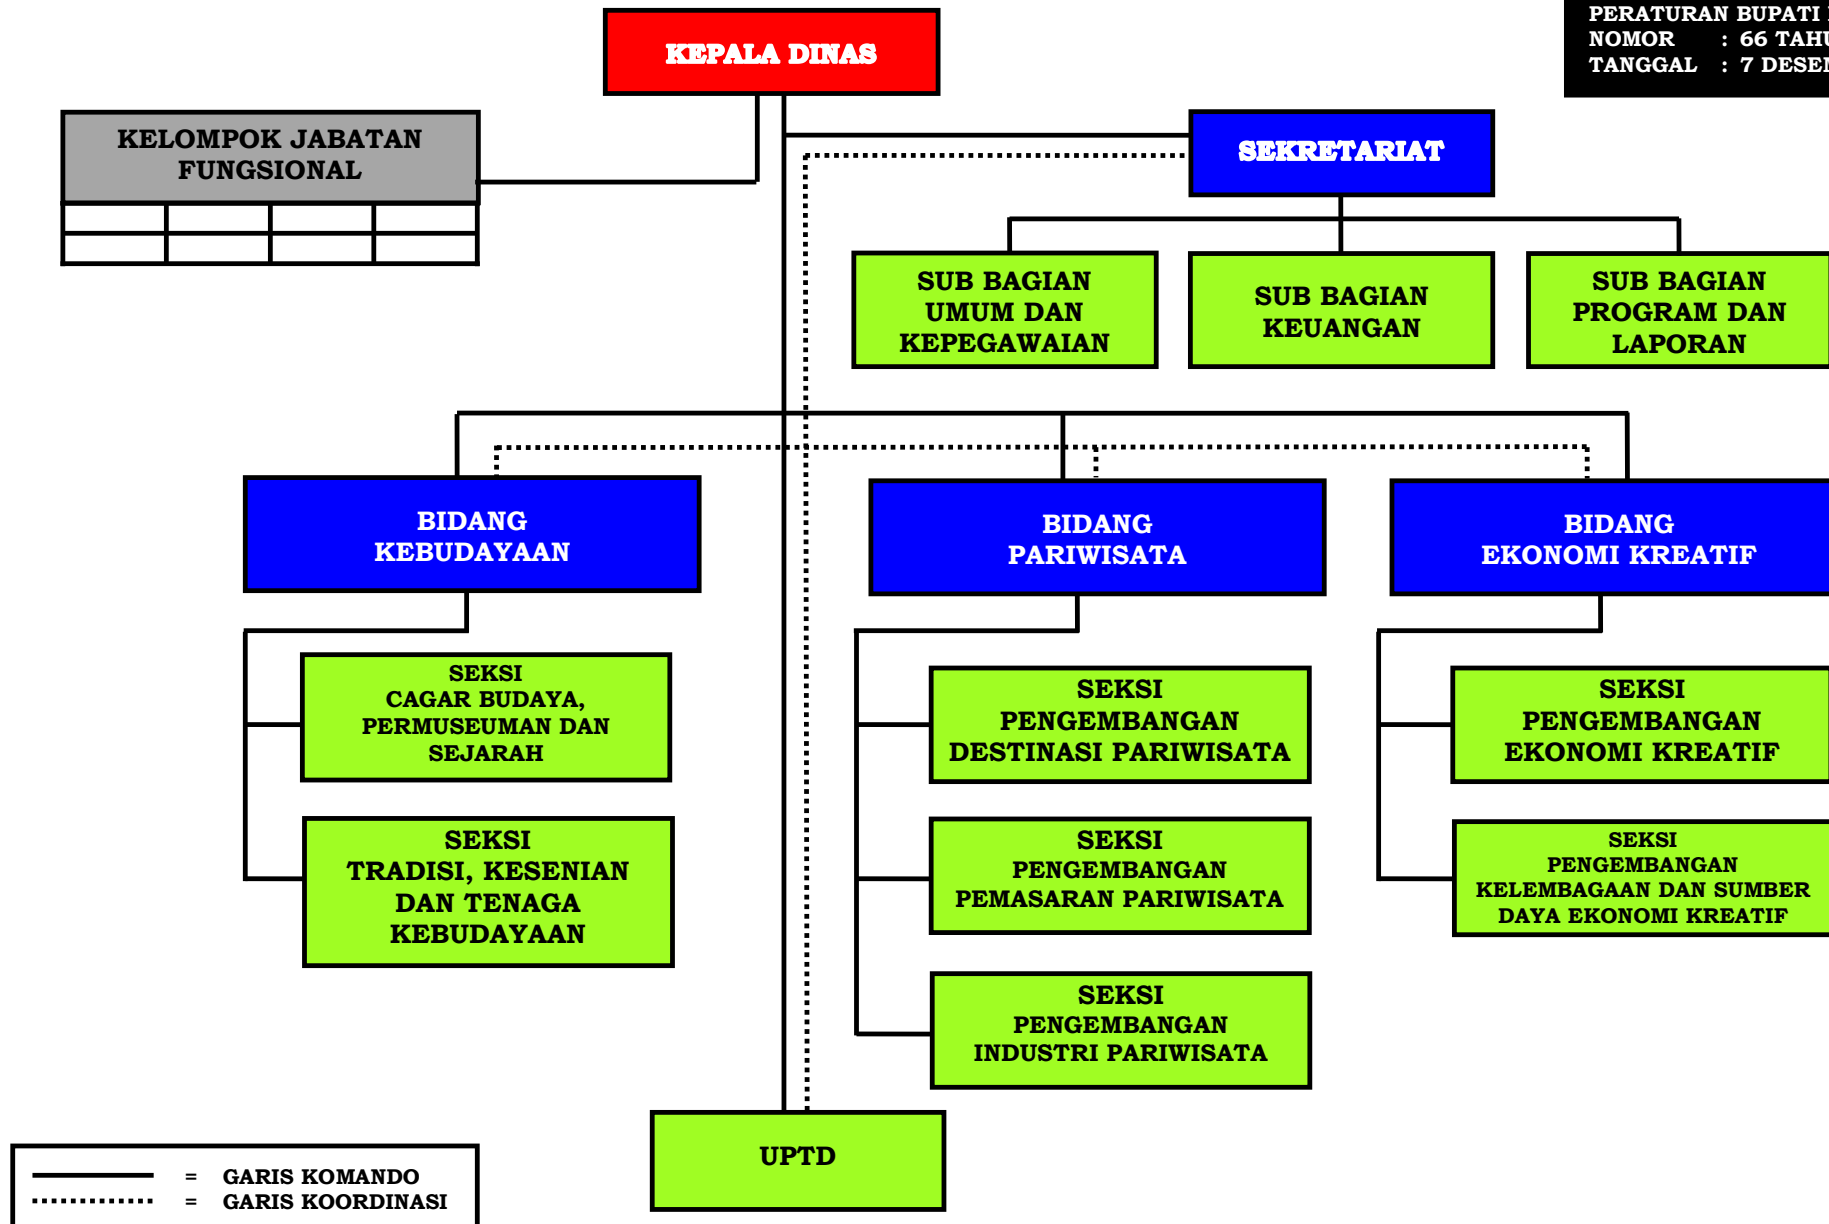 PERATURAN BUPATI
NOMOR : 66
TANGGAL : 7
KEPALA DINAS
KELOMPOK JABATAN
FUNGSIONAL
SEKRETARIAT
SUB BAGIAN
UMUM DAN
KEPEGAWAIAN
SUB BAGIAN
KEUANGAN
SUB BAGIAN
PROGRAM DAN
LAPORAN
BIDANG
KEBUDAYAAN
BIDANG
PARIWISATA
BIDANG
EKONOMI KREATIF
SEKSI
CAGAR BUDAYA,
PERMUSEUMAN DAN
SEJARAH
SEKSI
TRADISI, KESENIAN
DAN TENAGA
KEBUDAYAAN
SEKSI
PENGEMBANGAN
DESTINASI PARIWISATA
SEKSI
PENGEMBANGAN
PEMASARAN PARIWISATA
SEKSI
PENGEMBANGAN
INDUSTRI PARIWISATA
SEKSI
PENGEMBANGAN
EKONOMI KREATIF
SEKSI
PENGEMBANGAN
KELEMBAGAAN DAN SUMBER
DAYA EKONOMI KREATIF
UPTD
= GARIS KOMANDO
= GARIS KOORDINASI